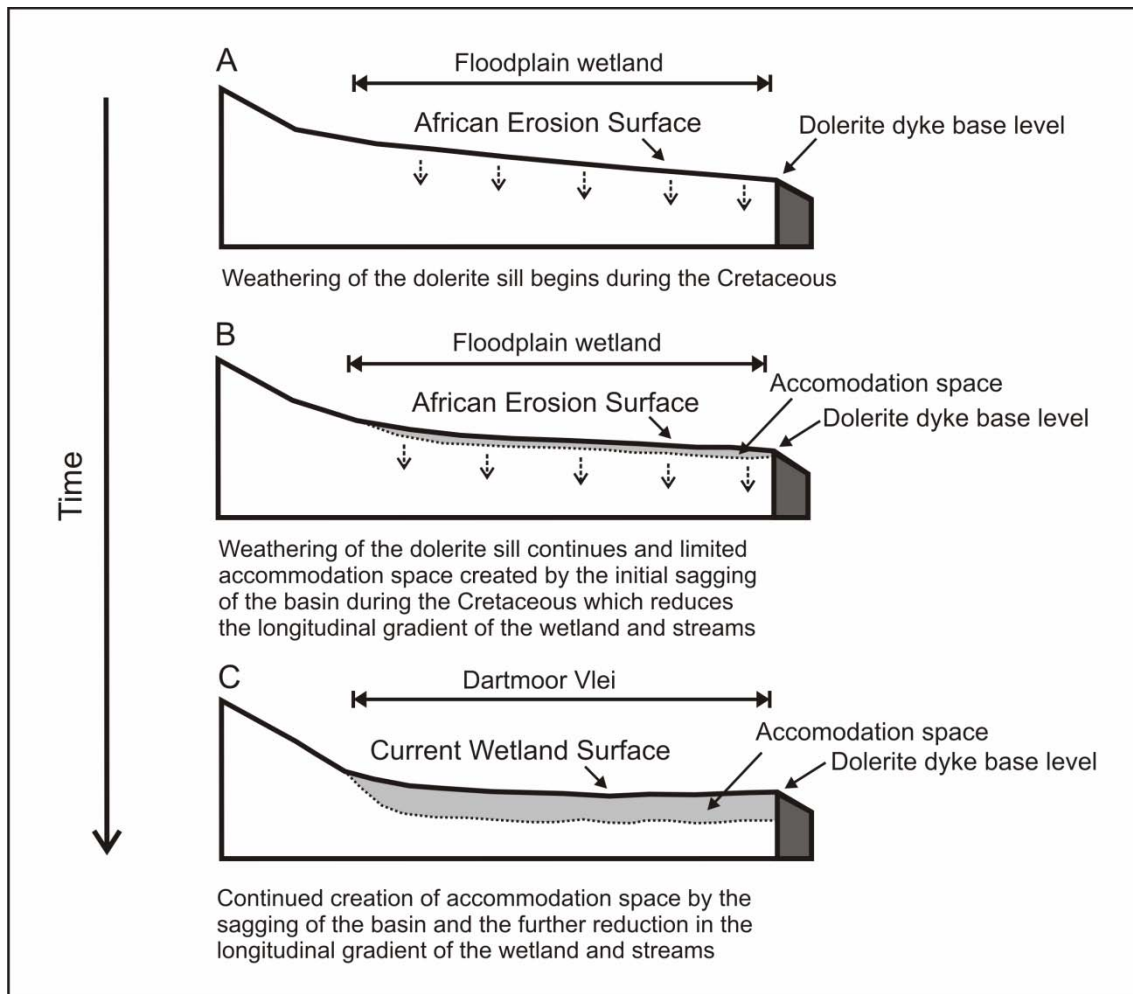 Time
A
Floodplain wetland
African Erosion Surface
Dolerite dyke base level
Weathering of the dolerite sill begins during the Cretaceous
B
Floodplain wetland
Accomodation space
African Erosion Surface
Dolerite dyke base level
Weathering of the dolerite sill continues and limited
accommodation space created by the initial sagging
of the basin during the Cretaceous which reduces
the longitudinal gradient of the wetland and streams
C
Dartmoor Vlei
Accomodation space
Current Wetland Surface
Dolerite dyke base level
Continued creation of accommodation space by the
sagging of the basin and the further reduction in the
longitudinal gradient of the wetland and streams